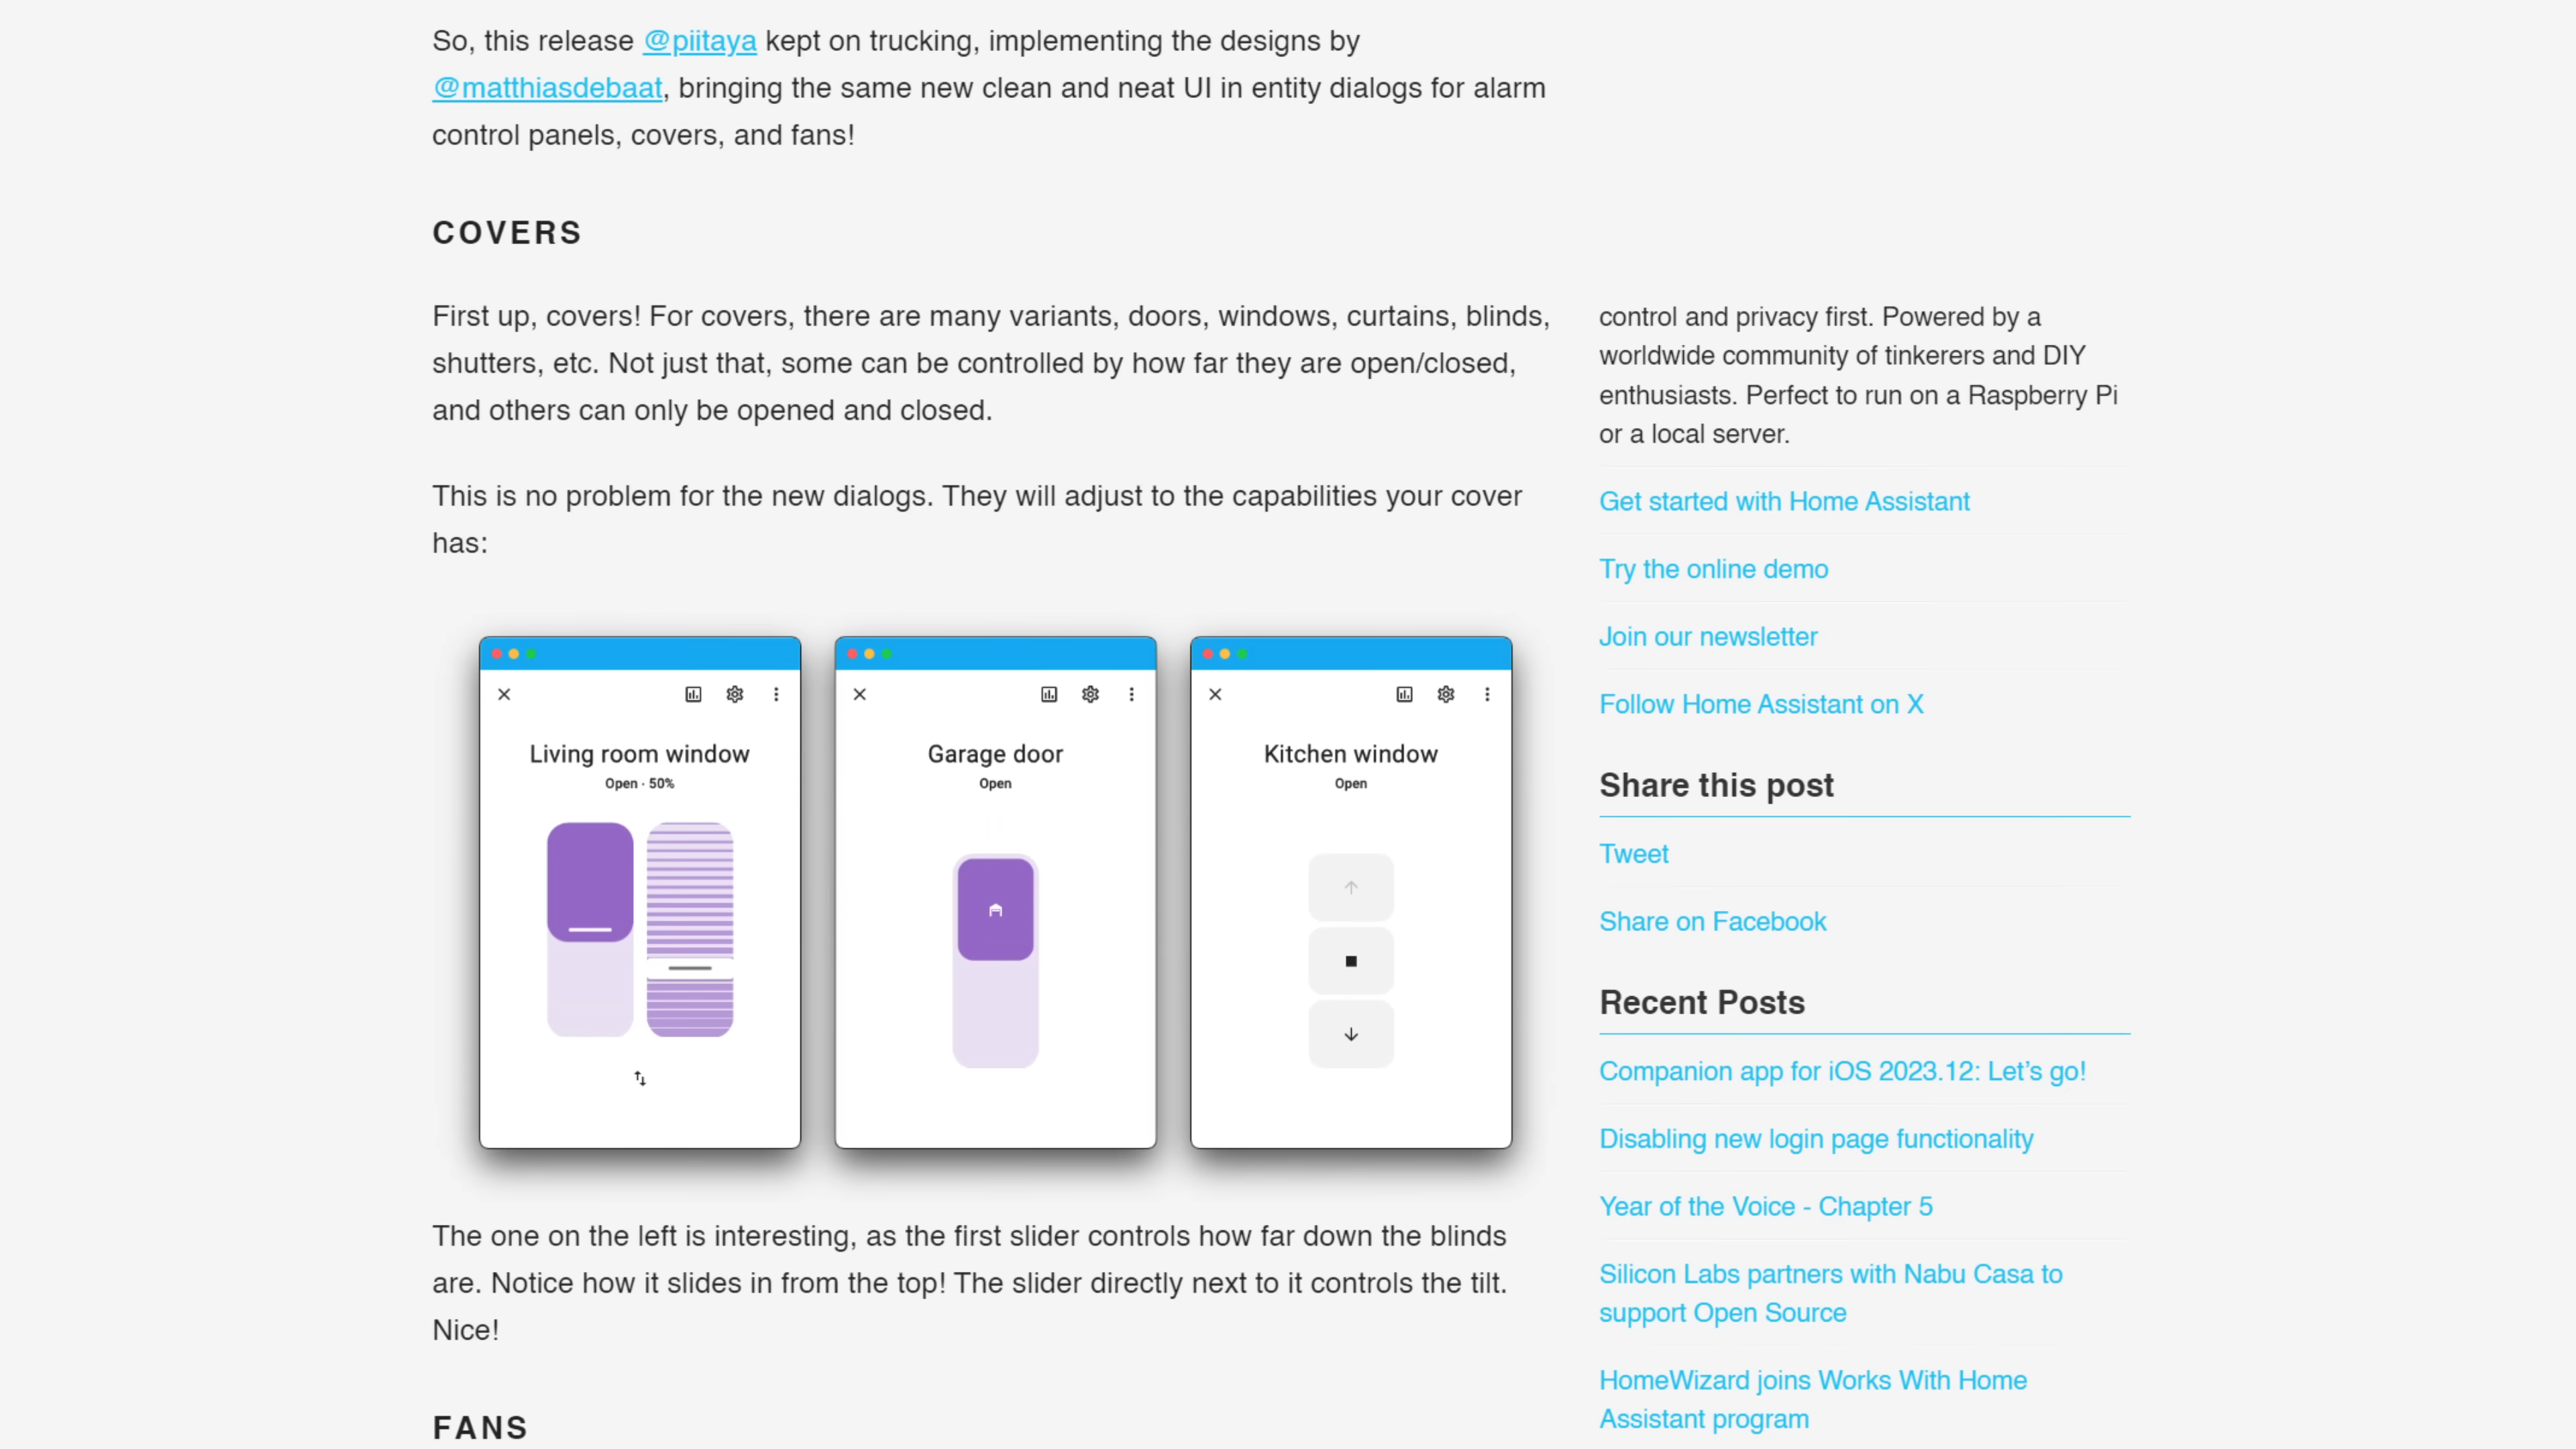 So, this release @piitaya kept on trucking, implementing the designs by
@matthiasdebaat, bringing the same new clean and neat UI in entity dialogs for alarm
control panels, covers, and fans!
COVERS
First up, covers! For covers, there are many variants, doors, windows, curtains, blinds,
shutters, etc. Not just that, some can be controlled by how far they are open/closed,
and others can only be opened and closed.
This is no problem for the new dialogs. They will adjust to the capabilities your cover
has:
Living room window
Open · 50%
Garage door
Open
Kitchen window
Open
The one on the left is interesting, as the first slider controls how far down the blinds
are. Notice how it slides in from the top! The slider directly next to it controls the tilt.
Nice!
FANS
control and privacy first. Powered by a
worldwide community of tinkerers and DIY
enthusiasts. Perfect to run on a Raspberry Pi
or a local server.
Get started with Home Assistant
Try the online demo
Join our newsletter
Follow Home Assistant on X
Share this post
Tweet
Share on Facebook
Recent Posts
Companion app for iOS 2023.12: Let’s go!
Disabling new login page functionality
Year of the Voice - Chapter 5
Silicon Labs partners with Nabu Casa to
support Open Source
HomeWizard joins Works With Home
Assistant program